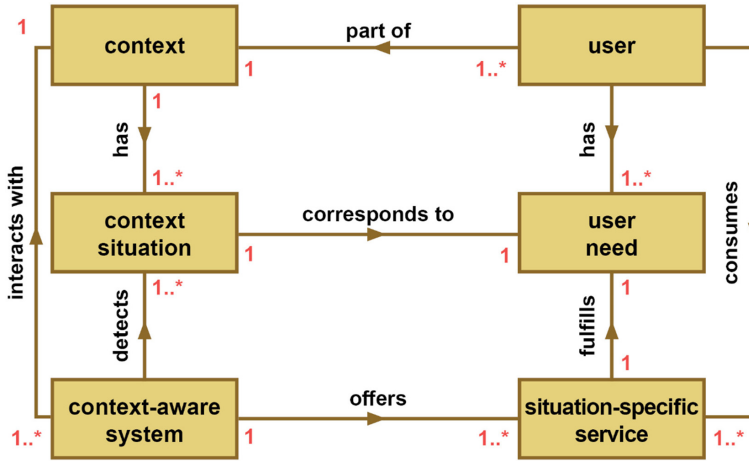 1
context
part of
user
1
1..*
1
has
has
1..*
1..*
interacts with
context
situation
corresponds to
user
need
consumes
1
1
1..*
1
detects
fulfills
1
context-aware
system
offers
situation-specific
service
1..*
1
1..*
1..*